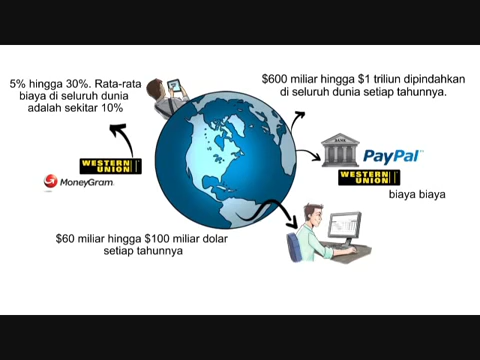 5% hingga 30%. Rata-rata
biaya di seluruh dunia
adalah sekitar 10%
$600 miliar hingga $1 triliun dipindahkan
di seluruh dunia setiap tahunnya.
BANK
PayPal
WESTERN
UNION
biaya biaya
WESTERN
UNION
MoneyGram
$60 miliar hingga $100 miliar dolar
setiap tahunnya